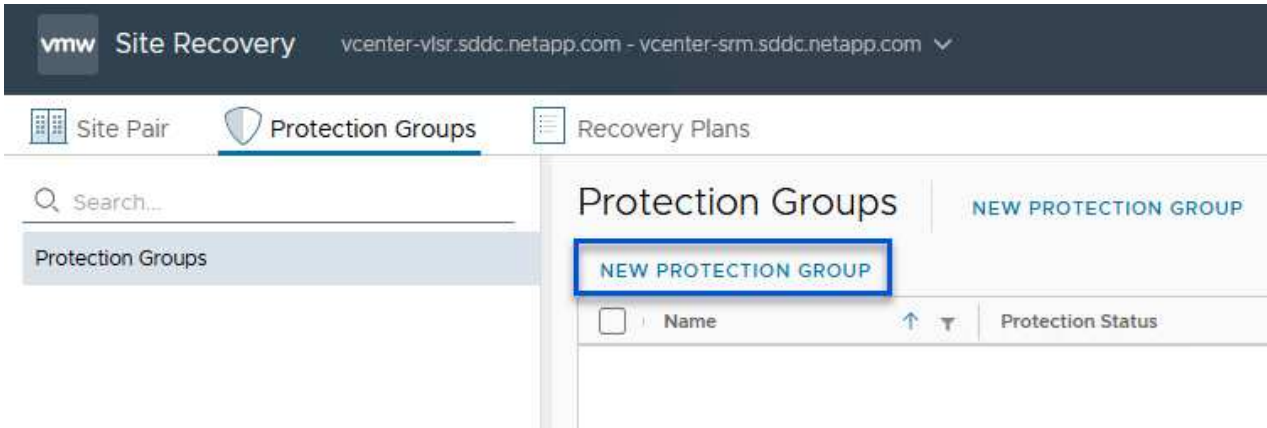 vmw Site Recovery vcenter-vlsr.sddc.netapp.com - vcenter-srm.sddc.netapp.com
Site Pair Protection Groups Recovery Plans
Search...
Protection Groups
Protection Groups NEW PROTECTION GROUP
NEW PROTECTION GROUP
Name Protection Status